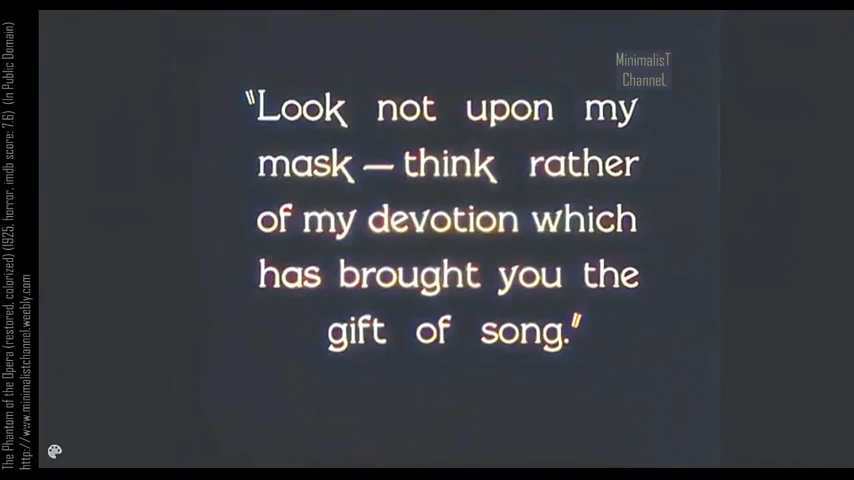 "Look not upon my
mask — think rather
of my devotion which
has brought you the
gift of song."
MinimalisT
ChanneL
The Phantom of the Opera (restored, colorized) (1925, horror, imdb score: 7.6) (In Public Domain)
http://www.minimalistchannel.weebly.com